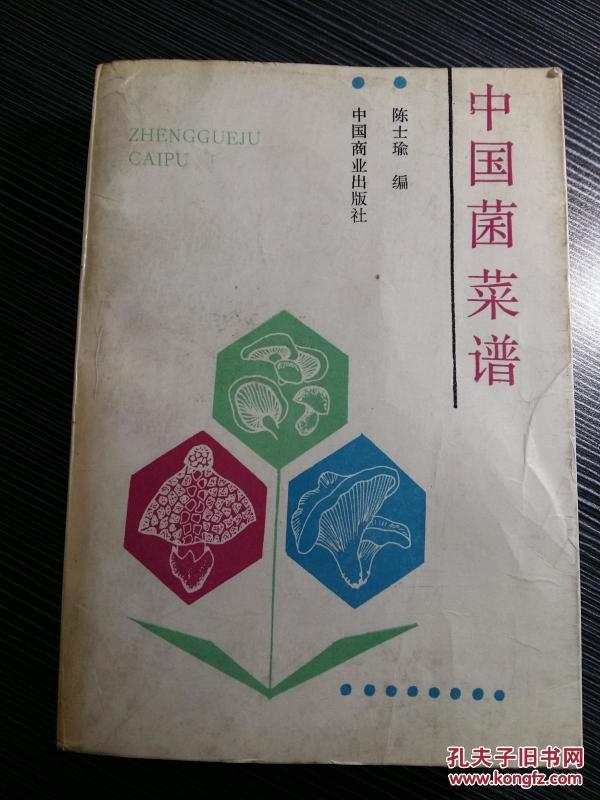 中国菌菜谱
陈士瑜 编
中国商业出版社
ZHENGGUEJU
CAIPU
孔夫子旧书网
www.kongfz.com